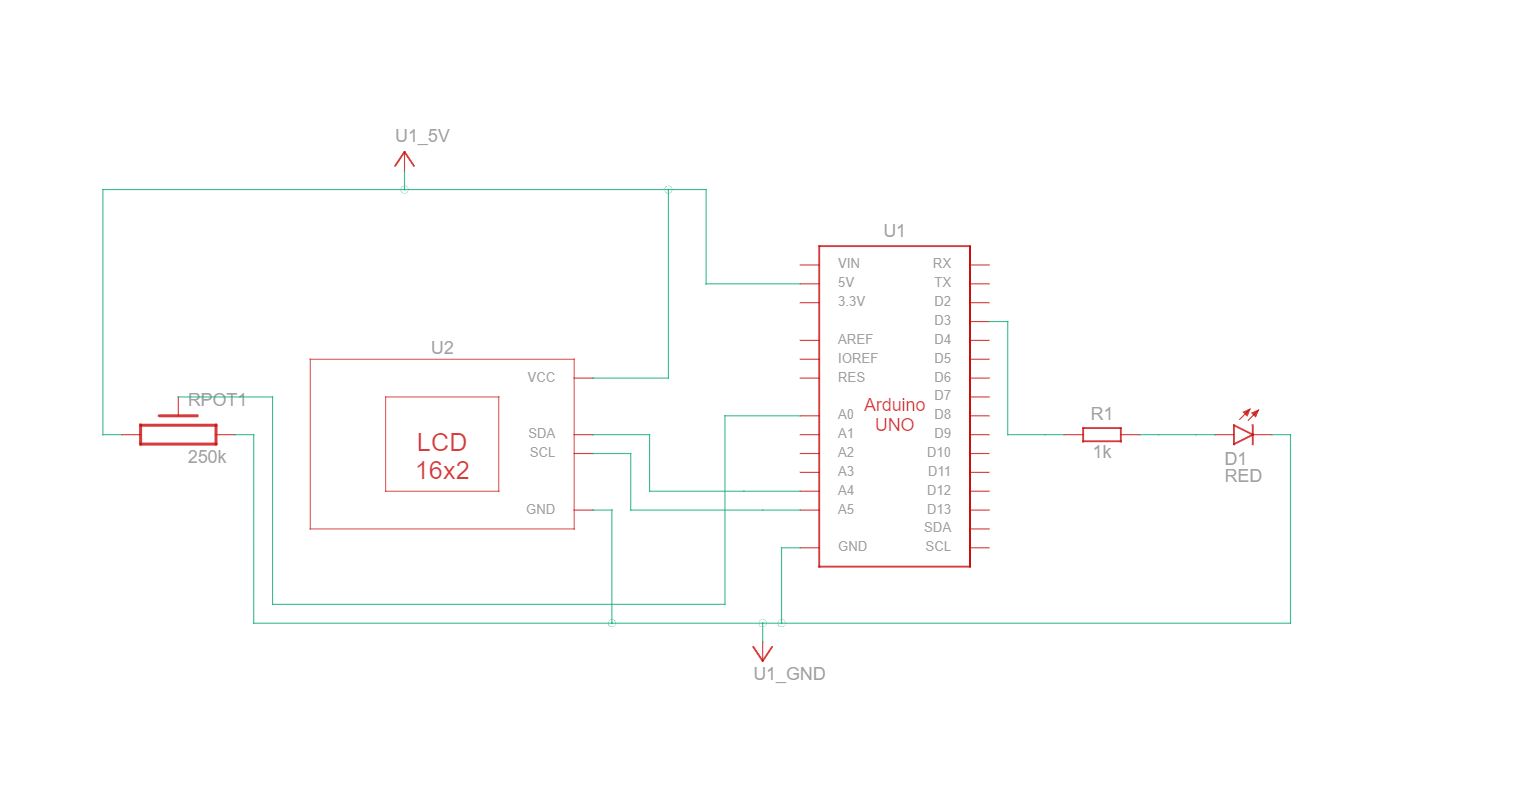 U1_5V
U1
VIN
5V
3.3V
AREF
IOREF
RES
A0
A1
A2
A3
A4
A5
GND
Arduino
UNO
RX
TX
D2
D3
D4
D5
D6
D7
D8
D9
D10
D11
D12
D13
SDA
SCL
U2
VCC
SDA
SCL
GND
LCD
16x2
RPOT1
250k
R1
1k
D1
RED
U1_GND